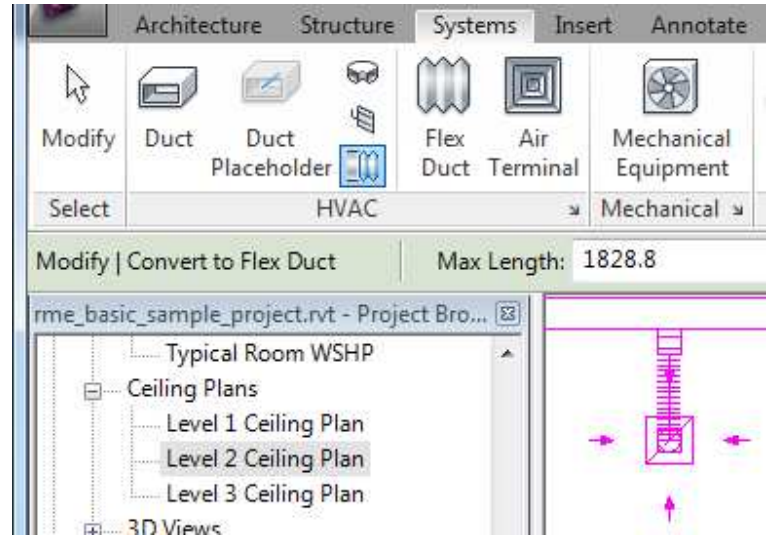 Architecture Structure Systems Insert Annotate
Modify Duct Duct Placeholder Flex Duct Air Terminal Mechanical Equipment
Select HVAC Mechanical
Modify | Convert to Flex Duct Max Length: 1828.8
rme_basic_sample_project.rvt - Project Bro...
Typical Room WSHP
Ceiling Plans
Level 1 Ceiling Plan
Level 2 Ceiling Plan
Level 3 Ceiling Plan
3D Views